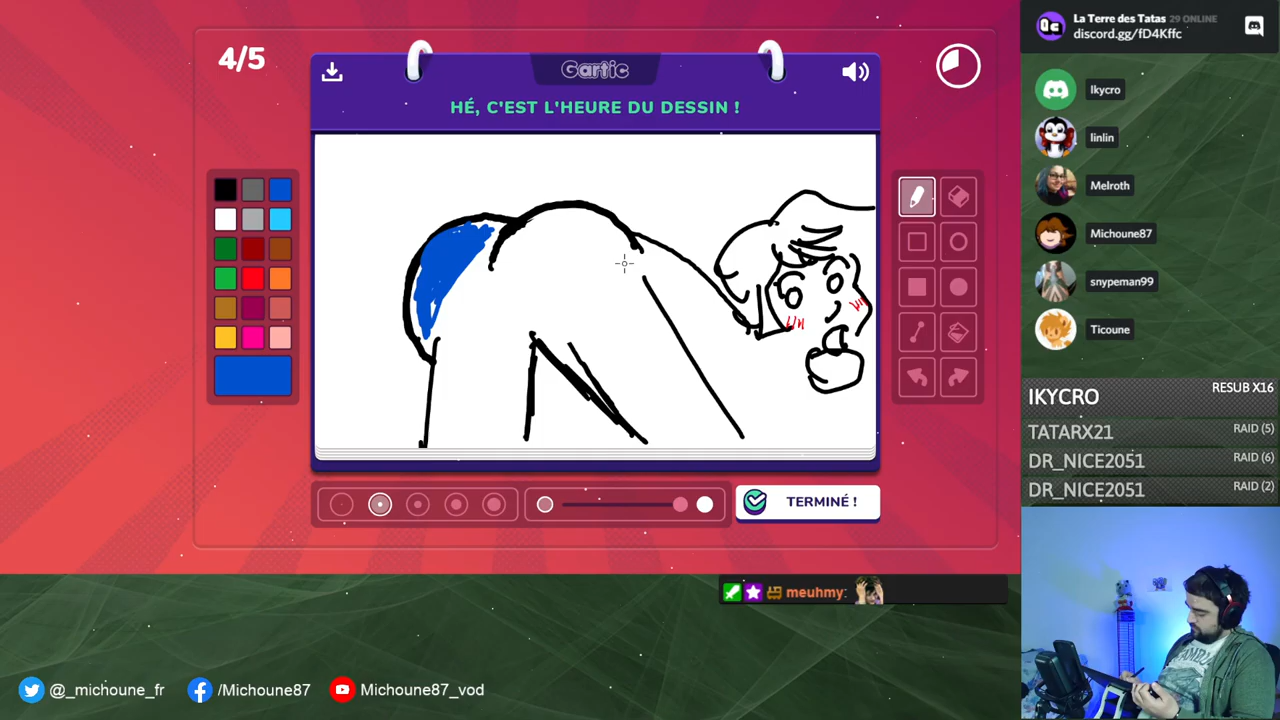 4/5
Gartic
HÉ, C'EST L'HEURE DU DESSIN !
TERMINÉ !
La Terre des Tatas 29 ONLINE
discord.gg/fD4Kffc
Ikycro
linlin
Melroth
Michoune87
snypeman99
Ticoune
IKYCRO RESUB X16
TATARX21 RAID (5)
DR_NICE2051 RAID (6)
DR_NICE2051 RAID (2)
meuhmy:
@_michoune_fr
/Michoune87
Michoune87_vod